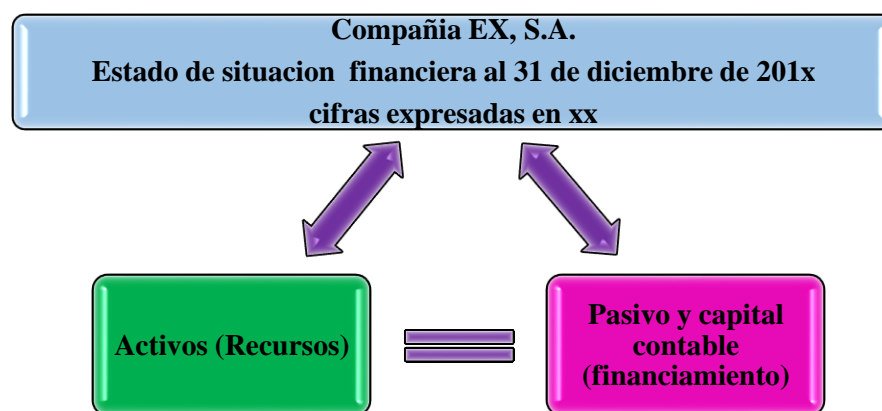 Compañia EX, S.A.
Estado de situacion financiera al 31 de diciembre de 201x
cifras expresadas en xx
Activos (Recursos)
Pasivo y capital
contable
(financiamiento)